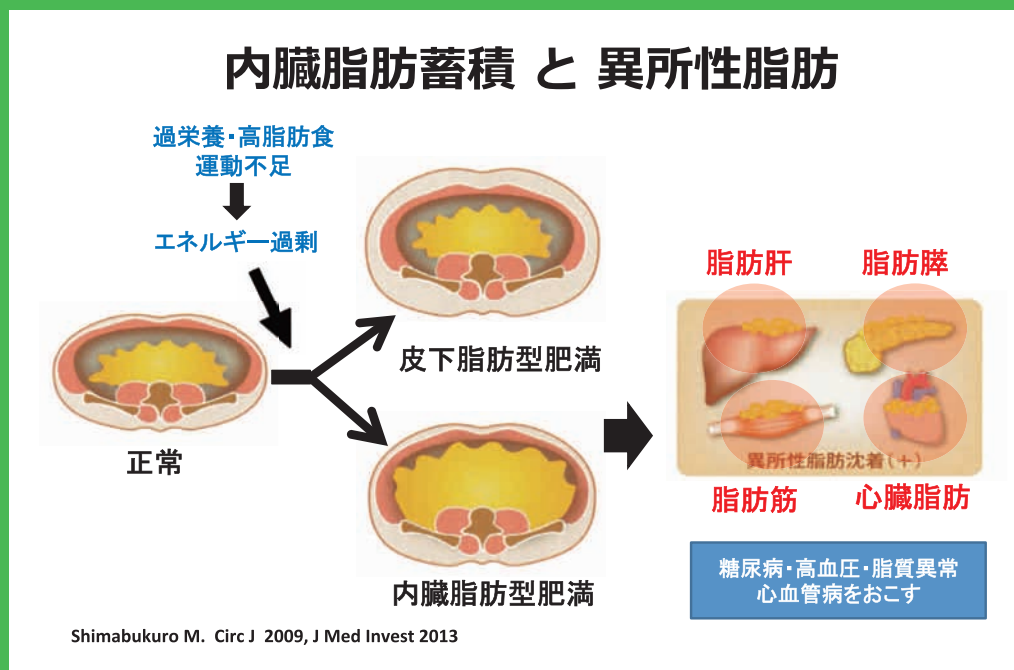 内臓脂肪蓄積 と 異所性脂肪
過栄養・高脂肪食
運動不足
エネルギー過剰
正常
皮下脂肪型肥満
内臓脂肪型肥満
脂肪肝
脂肪膵
異所性脂肪沈着(+)
脂肪筋
心臓脂肪
糖尿病・高血圧・脂質異常
心血管病をおこす
Shimabukuro M. Circ J 2009, J Med Invest 2013